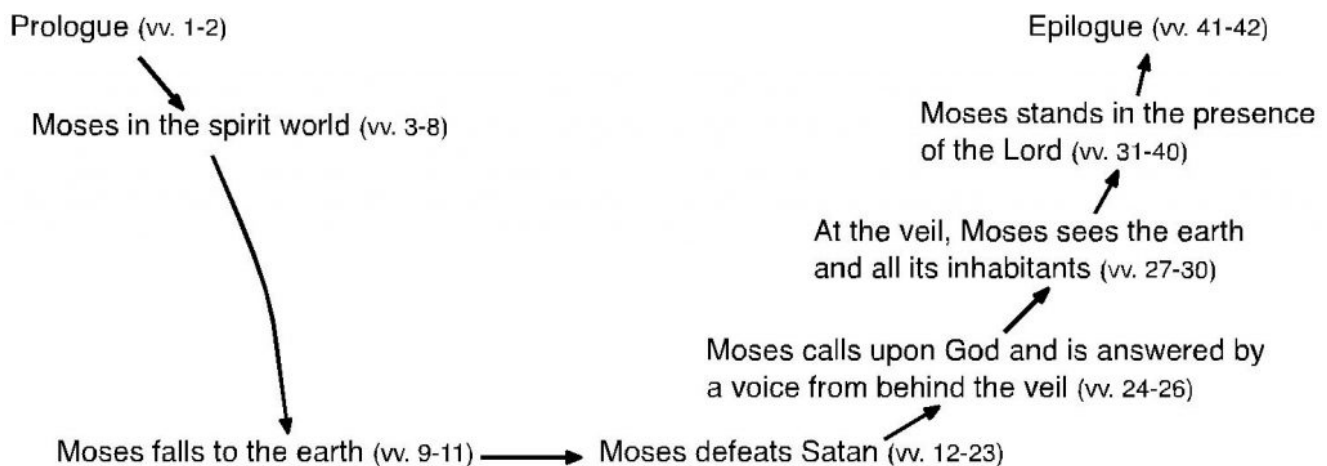 Prologue (vv. 1-2)
Moses in the spirit world (vv. 3-8)
Moses falls to the earth (vv. 9-11)
Moses defeats Satan (vv. 12-23)
Moses calls upon God and is answered by
a voice from behind the veil (vv. 24-26)
At the veil, Moses sees the earth
and all its inhabitants (vv. 27-30)
Moses stands in the presence
of the Lord (vv. 31-40)
Epilogue (vv. 41-42)